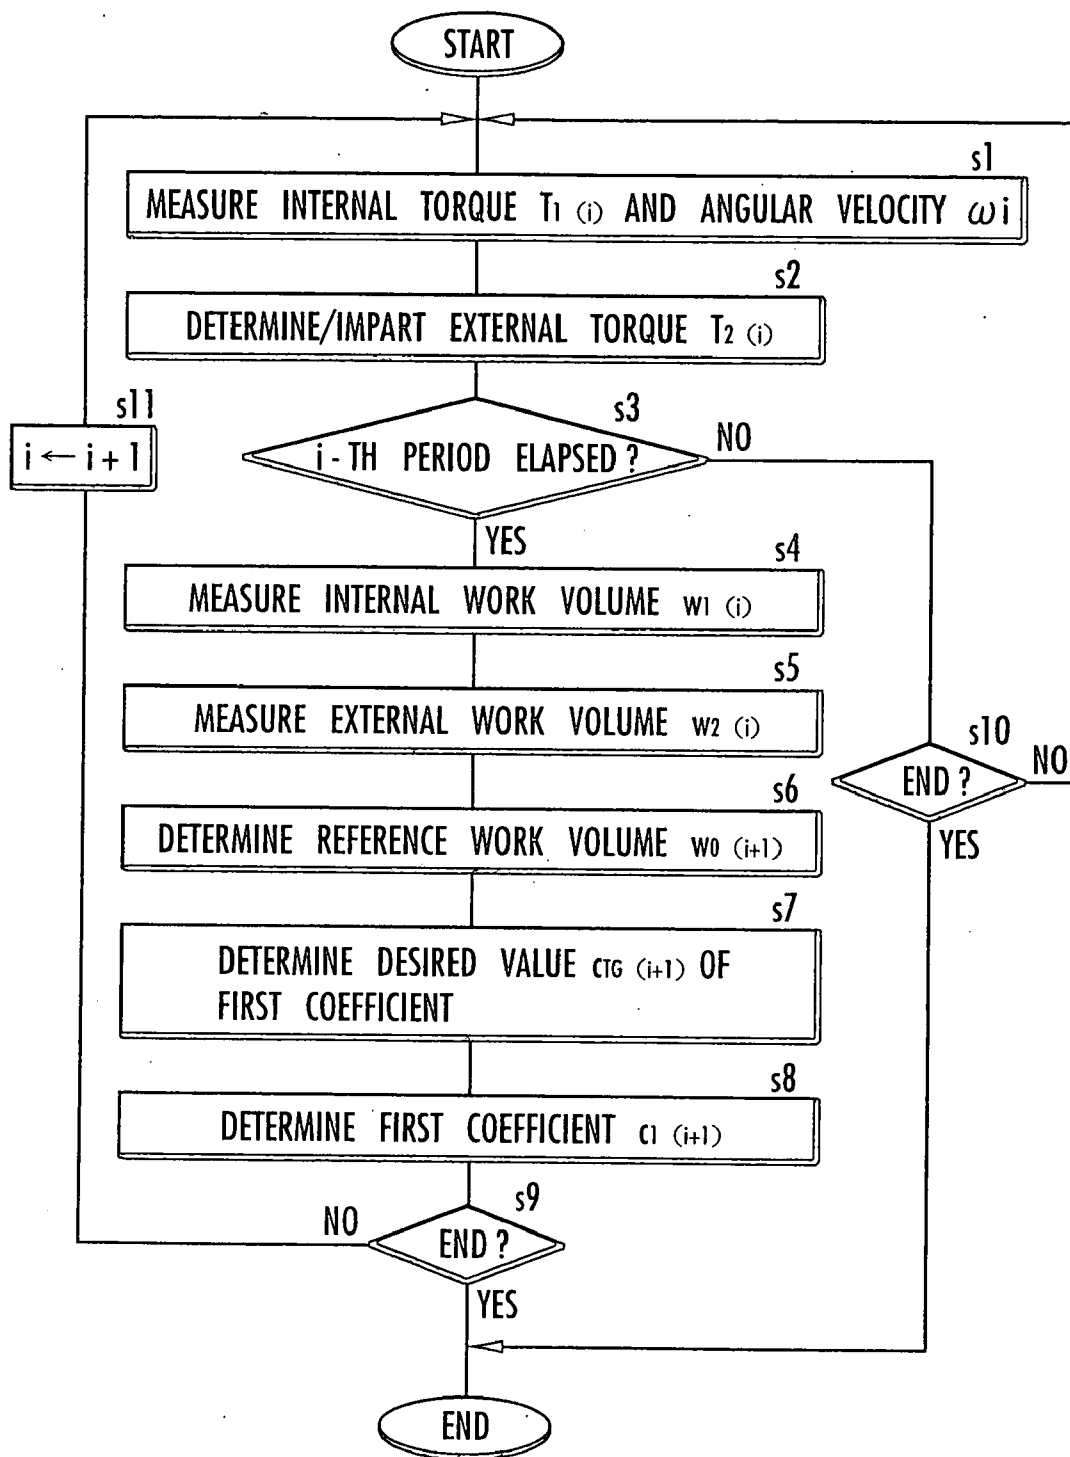 START
s1
MEASURE INTERNAL TORQUE T1 (i) AND ANGULAR VELOCITY ωi
s2
DETERMINE/IMPART EXTERNAL TORQUE T2 (i)
s11
i ← i + 1
s3
i - TH PERIOD ELAPSED ?
NO
YES
s4
MEASURE INTERNAL WORK VOLUME W1 (i)
s5
MEASURE EXTERNAL WORK VOLUME W2 (i)
s10
END ?
NO
YES
s6
DETERMINE REFERENCE WORK VOLUME W0 (i+1)
s7
DETERMINE DESIRED VALUE CTG (i+1) OF
FIRST COEFFICIENT
s8
DETERMINE FIRST COEFFICIENT C1 (i+1)
s9
NO
END ?
YES
END